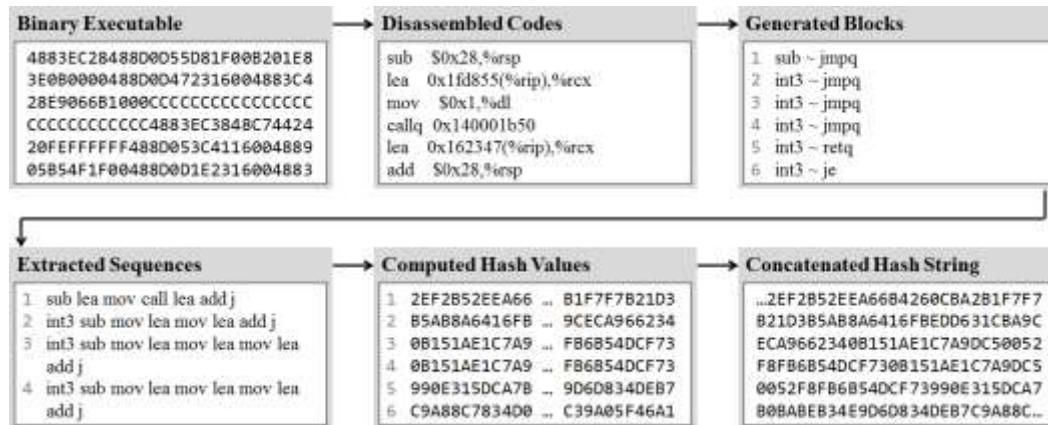 Binary Executable
4883EC28488D0D55D81F00B201E8
3E0B0000488D0D472316004883C4
28E9066B1000CCCCCCCCCCCCCCCC
CCCCCCCCCCCC4883EC3848C74424
20FEFFFFFF488D053C4116004889
05B54F1F00488D0D1E2316004883
Disassembled Codes
sub $0x28,%rsp
lea 0x1fd855(%rip),%rcx
mov $0x1,%dl
callq 0x140001b50
lea 0x162347(%rip),%rcx
add $0x28,%rsp
Generated Blocks
1 sub ~ jmpq
2 int3 ~ jmpq
3 int3 ~ jmpq
4 int3 ~ jmpq
5 int3 ~ retq
6 int3 ~ je
Extracted Sequences
1 sub lea mov call lea add j
2 int3 sub mov lea mov lea add j
3 int3 sub mov lea mov lea mov lea
add j
4 int3 sub mov lea mov lea mov lea
add j
Computed Hash Values
1 2EF2B52EEA66 … B1F7F7B21D3
2 B5AB8A6416FB … 9CECA966234
3 0B151AE1C7A9 … FB6B54DCF73
4 0B151AE1C7A9 … FB6B54DCF73
5 990E315DCA7B … 9D6D834DEB7
6 C9A88C7834D0 … C39A05F46A1
Concatenated Hash String
…2EF2B52EEA66B4260CBA2B1F7F7
B21D3B5AB8A6416FBEDD631CBA9C
ECA9662340B151AE1C7A9DC50052
F8FB6B54DCF730B151AE1C7A9DC5
0052F8FB6B54DCF73990E315DCA7
B0BABEB34E9D6D834DEB7C9A88C…